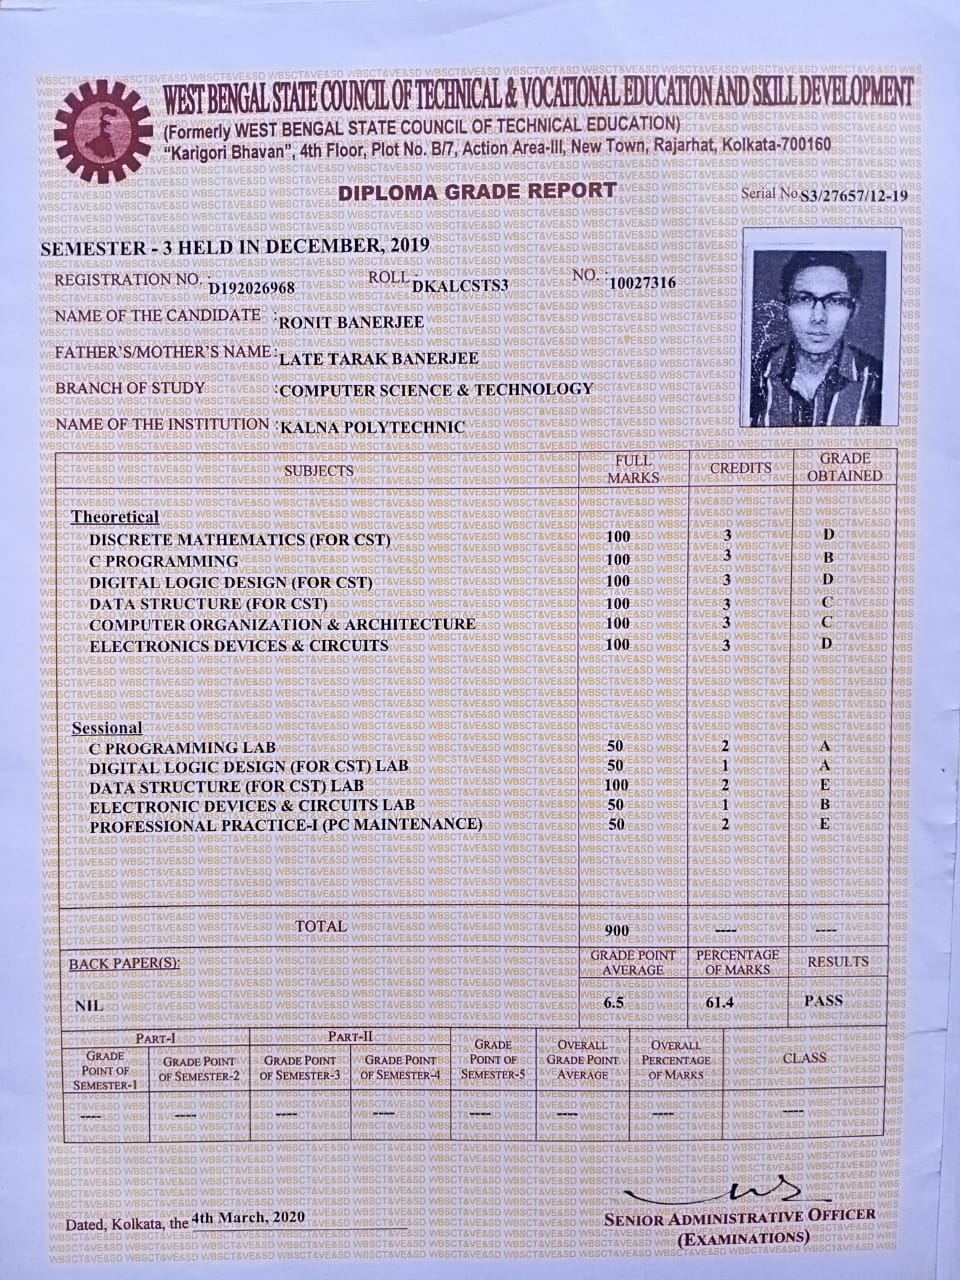 WEST BENGAL STATE COUNCIL OF TECHNICAL & VOCATIONAL EDUCATION AND SKILL DEVELOPMENT
(Formerly WEST BENGAL STATE COUNCIL OF TECHNICAL EDUCATION)
“Karigori Bhavan”, 4th Floor, Plot No. B/7, Action Area-III, New Town, Rajarhat, Kolkata-700160
DIPLOMA GRADE REPORT
Serial No S3/27657/12-19
SEMESTER - 3 HELD IN DECEMBER, 2019
REGISTRATION NO. : D192026968 ROLL DKALCSTS3 NO. : 10027316
NAME OF THE CANDIDATE : RONIT BANERJEE
FATHER'S/MOTHER'S NAME : LATE TARAK BANERJEE
BRANCH OF STUDY : COMPUTER SCIENCE & TECHNOLOGY
NAME OF THE INSTITUTION : KALNA POLYTECHNIC
SUBJECTS FULL MARKS CREDITS GRADE OBTAINED
Theoretical
DISCRETE MATHEMATICS (FOR CST) 100 3 D
C PROGRAMMING 100 3 B
DIGITAL LOGIC DESIGN (FOR CST) 100 3 D
DATA STRUCTURE (FOR CST) 100 3 C
COMPUTER ORGANIZATION & ARCHITECTURE 100 3 C
ELECTRONICS DEVICES & CIRCUITS 100 3 D
Sessional
C PROGRAMMING LAB 50 2 A
DIGITAL LOGIC DESIGN (FOR CST) LAB 50 1 A
DATA STRUCTURE (FOR CST) LAB 100 2 E
ELECTRONIC DEVICES & CIRCUITS LAB 50 1 B
PROFESSIONAL PRACTICE-I (PC MAINTENANCE) 50 2 E
TOTAL 900 ---- ----
BACK PAPER(S): GRADE POINT AVERAGE PERCENTAGE OF MARKS RESULTS
NIL 6.5 61.4 PASS
PART-I PART-II
GRADE POINT OF SEMESTER-1 GRADE POINT OF SEMESTER-2 GRADE POINT OF SEMESTER-3 GRADE POINT OF SEMESTER-4 GRADE POINT OF SEMESTER-5 OVERALL GRADE POINT AVERAGE OVERALL PERCENTAGE OF MARKS CLASS
---- ---- ---- ---- ---- ---- ---- ----
Dated, Kolkata, the 4th March, 2020
SENIOR ADMINISTRATIVE OFFICER
(EXAMINATIONS)